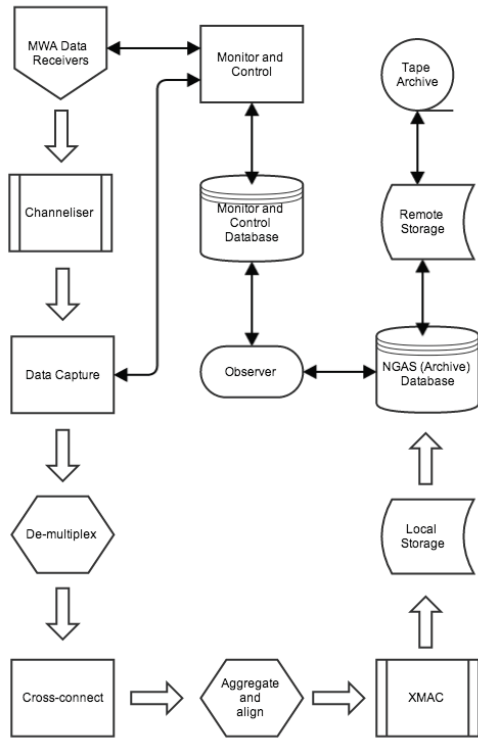 MWA Data
Receivers
Monitor and
Control
Tape
Archive
Channeliser
Monitor and
Control
Database
Remote
Storage
Data Capture
Observer
NGAS (Archive)
Database
De-multiplex
Local
Storage
Cross-connect
Aggregate
and
align
XMAC